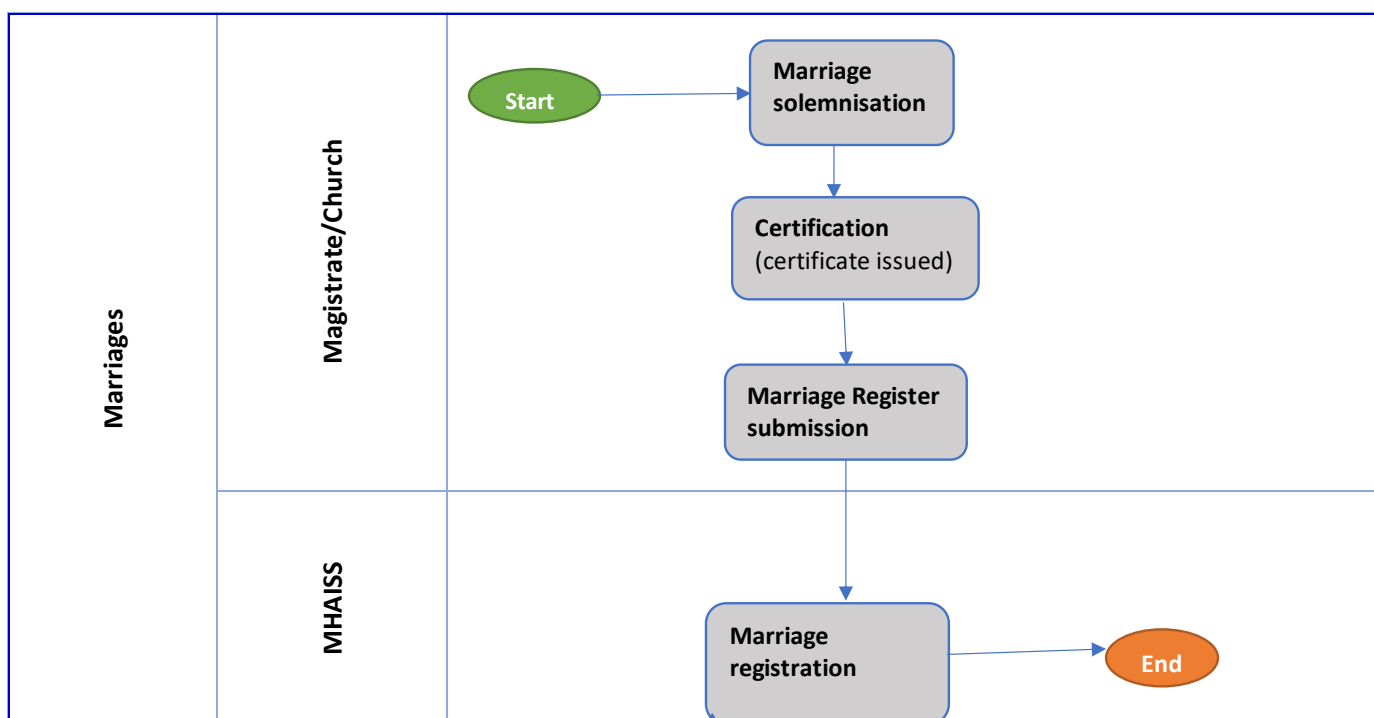 Marriages
Magistrate/Church
Start
Marriage
solemnisation
Certification
(certificate issued)
Marriage Register
submission
MHAISS
Marriage
registration
End